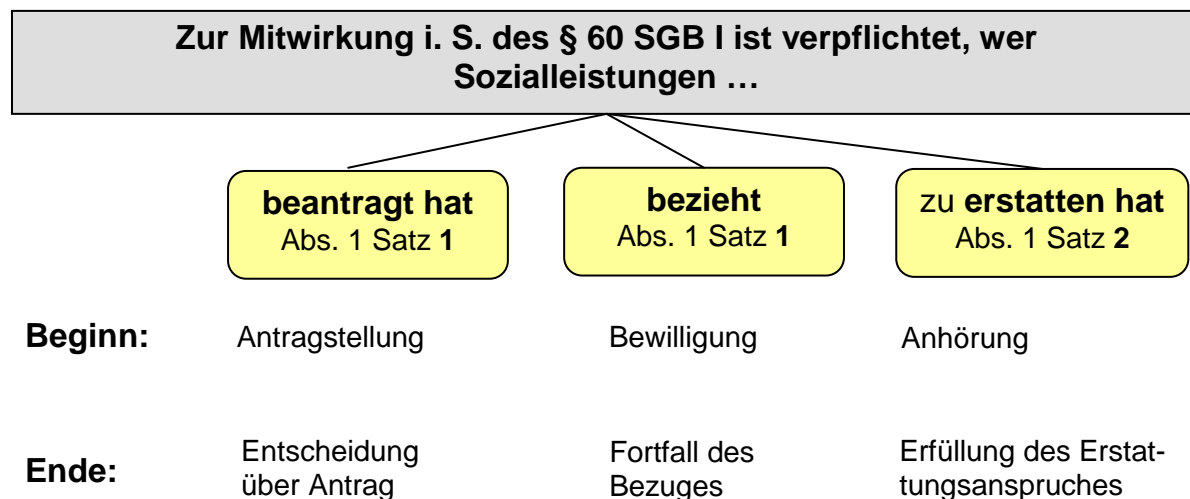 Zur Mitwirkung i. S. des § 60 SGB I ist verpflichtet, wer
Sozialleistungen …
beantragt hat
Abs. 1 Satz 1
bezieht
Abs. 1 Satz 1
zu erstatten hat
Abs. 1 Satz 2
Beginn:
Antragstellung
Bewilligung
Anhörung
Ende:
Entscheidung
über Antrag
Fortfall des
Bezuges
Erfüllung des Erstat-
tungsanspruches